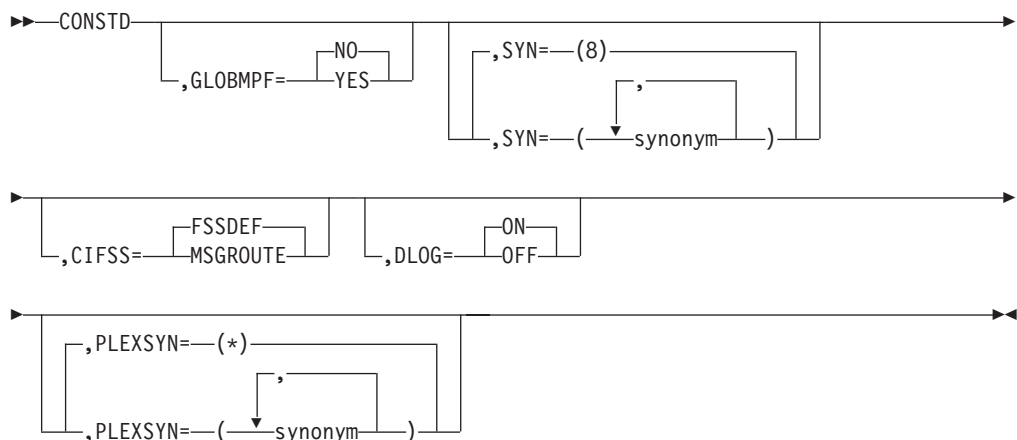 CONSTD
,GLOBMPF= NO
YES
,SYN= (8)
,SYN= ( , synonym )
,CIFSS= FSSDEF
MSGROUTE
,DLOG= ON
OFF
,PLEXSYN= (*)
,PLEXSYN= ( , synonym )